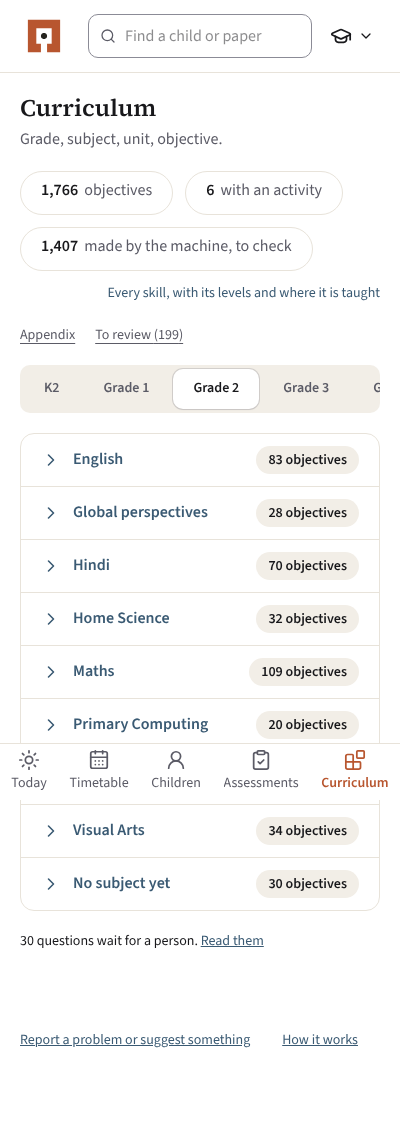 Find a child or paper
Curriculum
Grade, subject, unit, objective.
1,766 objectives
6 with an activity
1,407 made by the machine, to check
Every skill, with its levels and where it is taught
Appendix To review (199)
K2 Grade 1 Grade 2 Grade 3
English 83 objectives
Global perspectives 28 objectives
Hindi 70 objectives
Home Science 32 objectives
Maths 109 objectives
Primary Computing 20 objectives
Today Timetable Children Assessments Curriculum
Visual Arts 34 objectives
No subject yet 30 objectives
30 questions wait for a person. Read them
Report a problem or suggest something How it works